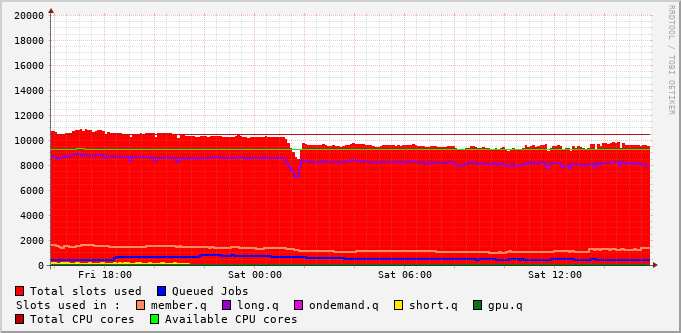 20000
18000
16000
14000
12000
10000
8000
6000
4000
2000
0
Fri 18:00 Sat 00:00 Sat 06:00 Sat 12:00
Total slots used Queued Jobs
Slots used in : member.q long.q ondemand.q short.q gpu.q
Total CPU cores Available CPU cores
RRDTOOL / TOBI OETIKER